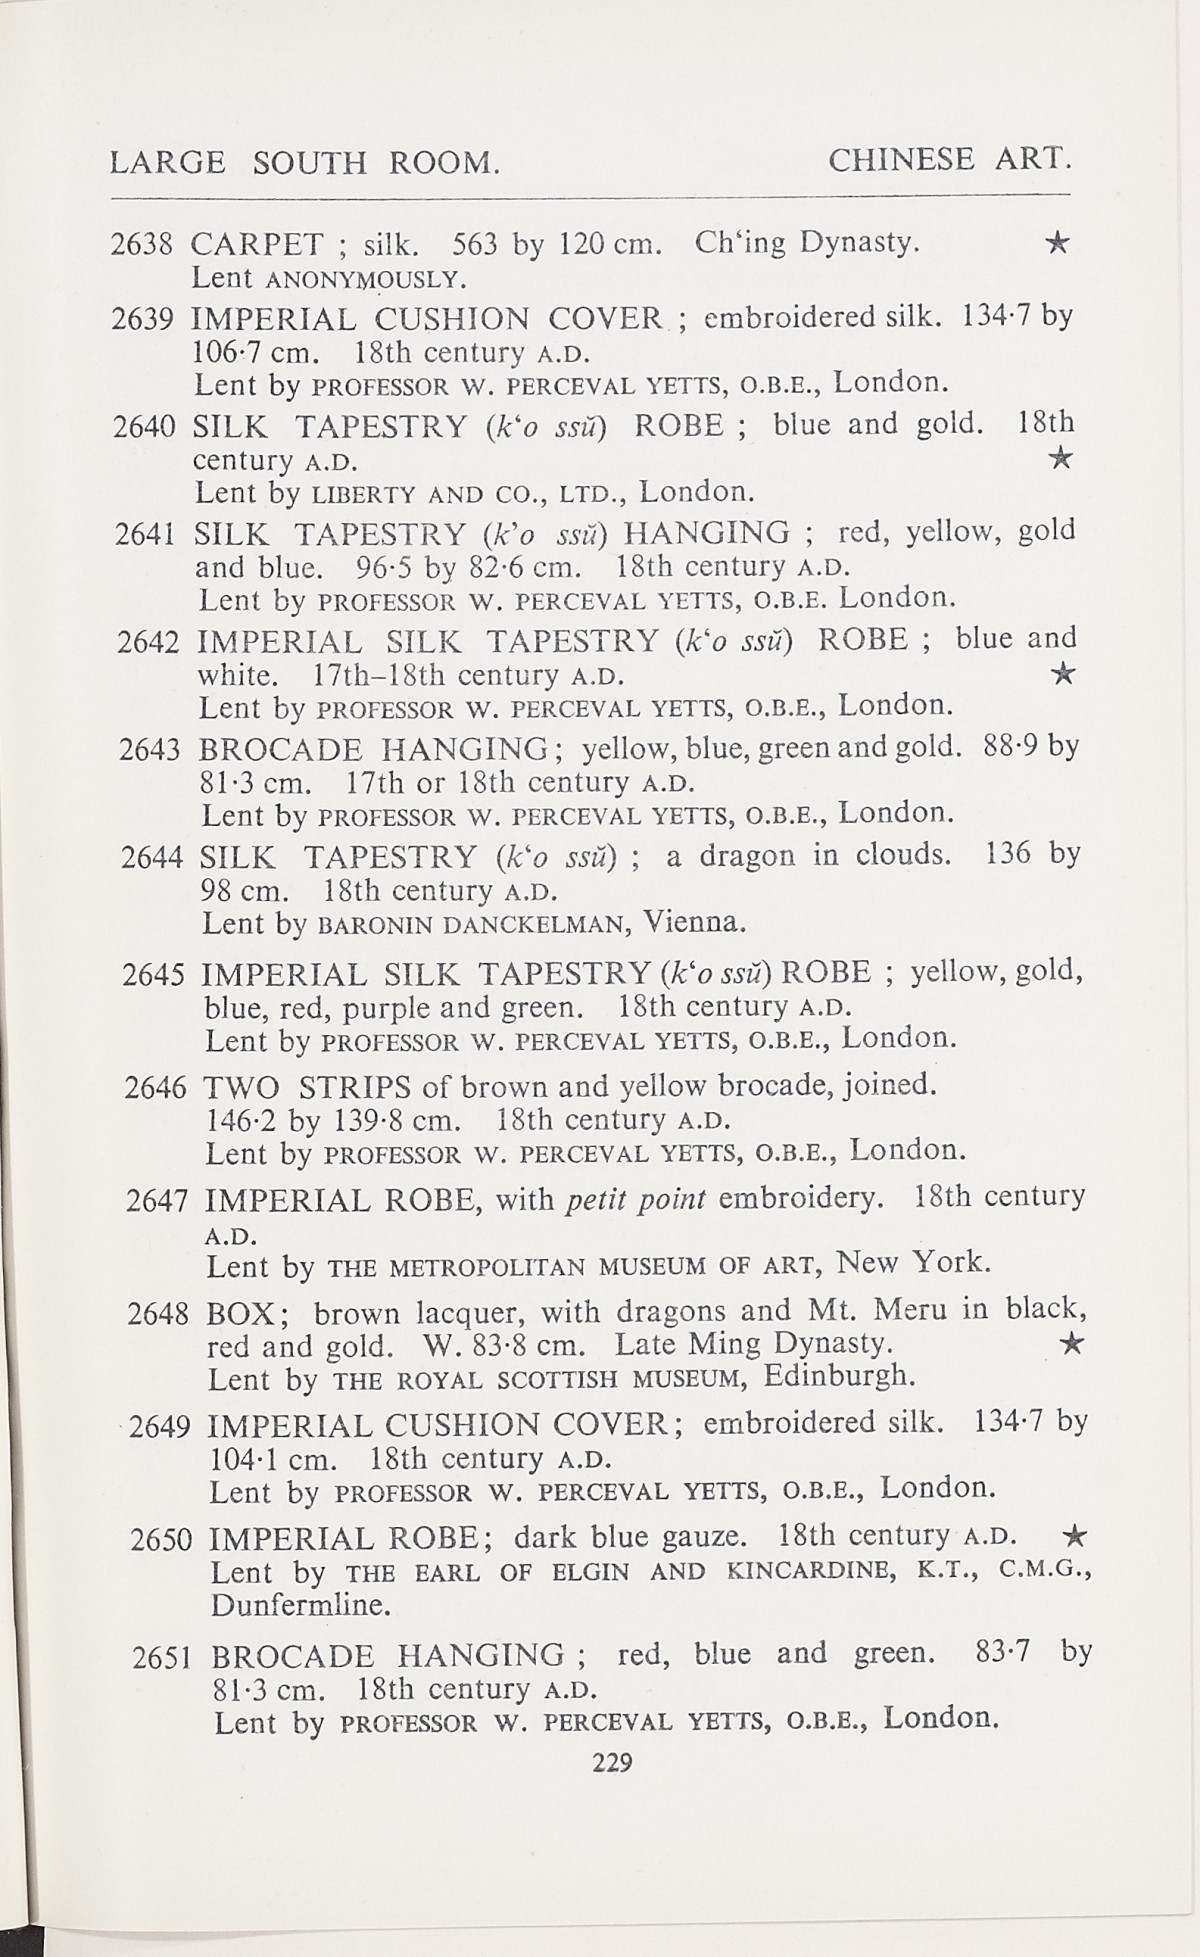 LARGE SOUTH ROOM. CHINESE ART.
2638 CARPET ; silk. 563 by 120 cm. Ch‘ing Dynasty. ★
Lent ANONYMOUSLY.
2639 IMPERIAL CUSHION COVER ; embroidered silk. 134·7 by
106·7 cm. 18th century A.D.
Lent by PROFESSOR W. PERCEVAL YETTS, O.B.E., London.
2640 SILK TAPESTRY (k‘o ssŭ) ROBE ; blue and gold. 18th
century A.D. ★
Lent by LIBERTY AND CO., LTD., London.
2641 SILK TAPESTRY (k’o ssŭ) HANGING ; red, yellow, gold
and blue. 96·5 by 82·6 cm. 18th century A.D.
Lent by PROFESSOR W. PERCEVAL YETTS, O.B.E. London.
2642 IMPERIAL SILK TAPESTRY (k‘o ssŭ) ROBE ; blue and
white. 17th–18th century A.D. ★
Lent by PROFESSOR W. PERCEVAL YETTS, O.B.E., London.
2643 BROCADE HANGING; yellow, blue, green and gold. 88·9 by
81·3 cm. 17th or 18th century A.D.
Lent by PROFESSOR W. PERCEVAL YETTS, O.B.E., London.
2644 SILK TAPESTRY (k‘o ssŭ) ; a dragon in clouds. 136 by
98 cm. 18th century A.D.
Lent by BARONIN DANCKELMAN, Vienna.
2645 IMPERIAL SILK TAPESTRY (k‘o ssŭ) ROBE ; yellow, gold,
blue, red, purple and green. 18th century A.D.
Lent by PROFESSOR W. PERCEVAL YETTS, O.B.E., London.
2646 TWO STRIPS of brown and yellow brocade, joined.
146·2 by 139·8 cm. 18th century A.D.
Lent by PROFESSOR W. PERCEVAL YETTS, O.B.E., London.
2647 IMPERIAL ROBE, with petit point embroidery. 18th century
A.D.
Lent by THE METROPOLITAN MUSEUM OF ART, New York.
2648 BOX; brown lacquer, with dragons and Mt. Meru in black,
red and gold. W. 83·8 cm. Late Ming Dynasty. ★
Lent by THE ROYAL SCOTTISH MUSEUM, Edinburgh.
2649 IMPERIAL CUSHION COVER; embroidered silk. 134·7 by
104·1 cm. 18th century A.D.
Lent by PROFESSOR W. PERCEVAL YETTS, O.B.E., London.
2650 IMPERIAL ROBE; dark blue gauze. 18th century A.D. ★
Lent by THE EARL OF ELGIN AND KINCARDINE, K.T., C.M.G.,
Dunfermline.
2651 BROCADE HANGING ; red, blue and green. 83·7 by
81·3 cm. 18th century A.D.
Lent by PROFESSOR W. PERCEVAL YETTS, O.B.E., London.
229